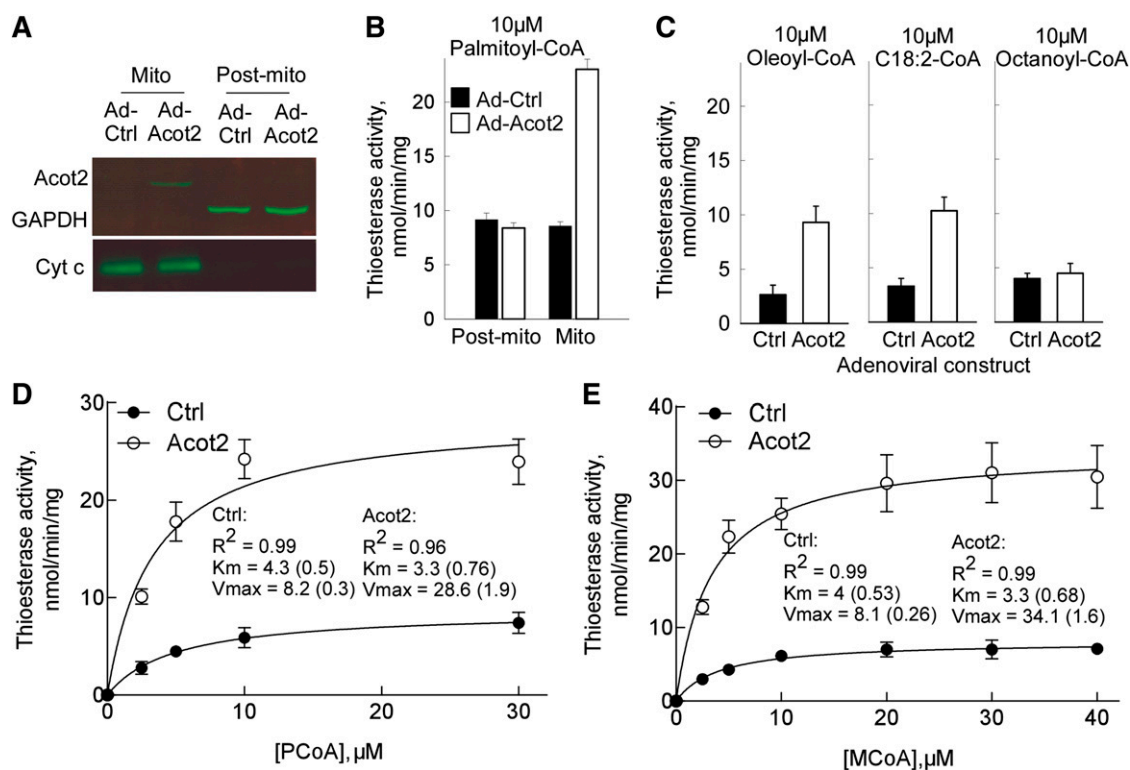 A
Mito
Post-mito
Ad-
Ctrl
Ad-
Acot2
Ad-
Ctrl
Ad-
Acot2
Acot2
GAPDH
Cyt c
B
10µM
Palmitoyl-CoA
Thioesterase activity,
nmol/min/mg
20
15
10
5
0
Ad-Ctrl
Ad-Acot2
Post-mito Mito
C
10µM
Oleoyl-CoA
10µM
C18:2-CoA
10µM
Octanoyl-CoA
Thioesterase activity,
nmol/min/mg
20
15
10
5
0
Ctrl Acot2
Ctrl Acot2
Ctrl Acot2
Adenoviral construct
D
Ctrl
Acot2
Thioesterase activity,
nmol/min/mg
30
20
10
0
Ctrl:
R2 = 0.99
Km = 4.3 (0.5)
Vmax = 8.2 (0.3)
Acot2:
R2 = 0.96
Km = 3.3 (0.76)
Vmax = 28.6 (1.9)
0 10 20 30
[PCoA],µM
E
Ctrl
Acot2
Thioesterase activity,
nmol/min/mg
40
30
20
10
0
Ctrl:
R2 = 0.99
Km = 4 (0.53)
Vmax = 8.1 (0.26)
Acot2:
R2 = 0.99
Km = 3.3 (0.68)
Vmax = 34.1 (1.6)
0 10 20 30 40
[MCoA],µM